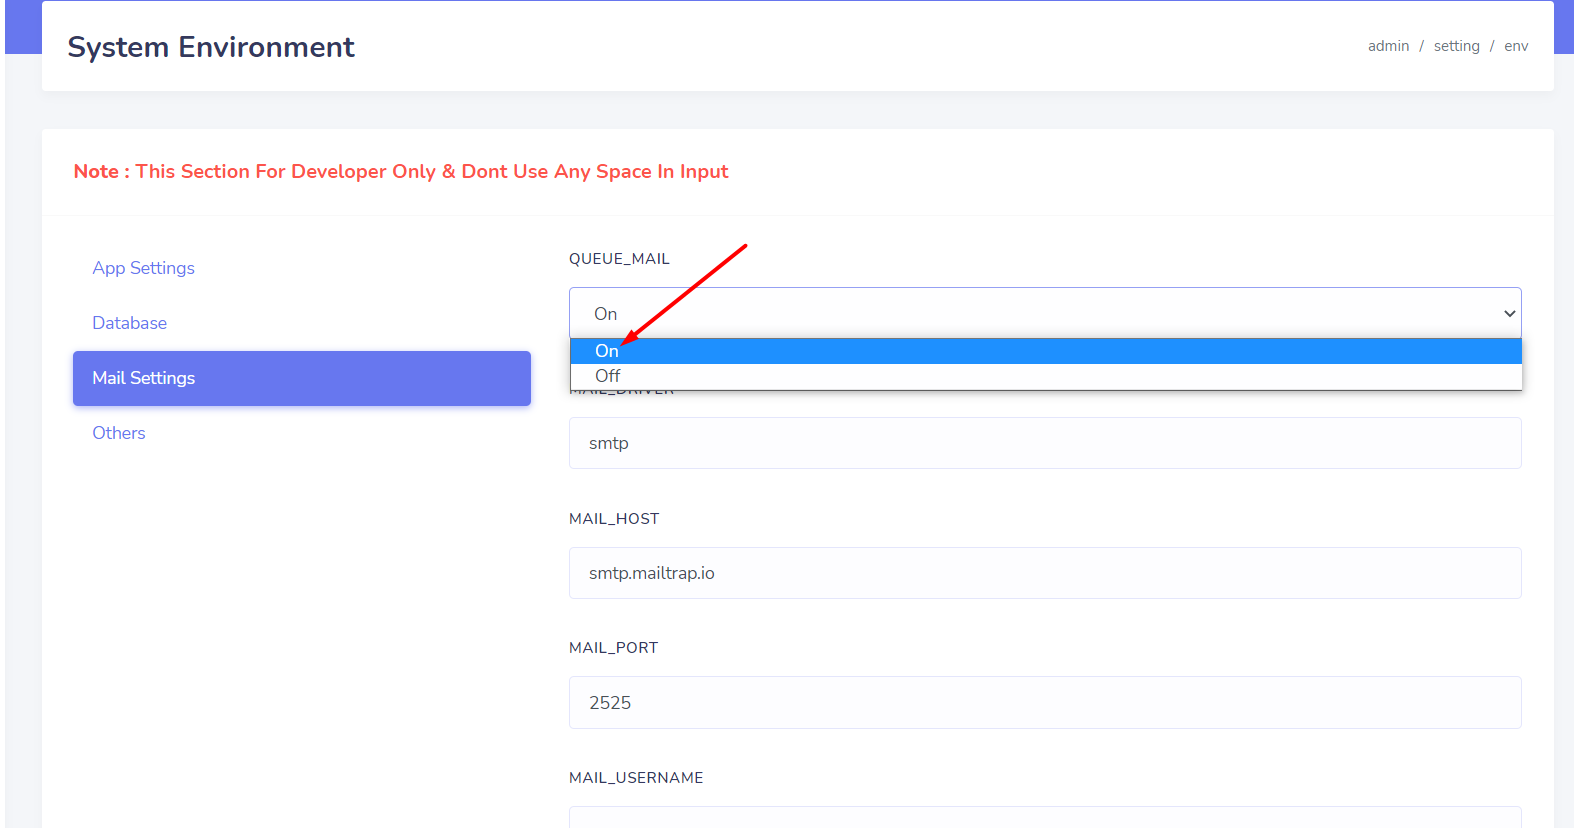 System Environment
admin / setting / env
Note : This Section For Developer Only & Dont Use Any Space In Input
App Settings
Database
Mail Settings
Others
QUEUE_MAIL
On
On
Off
MAIL_DRIVER
smtp
MAIL_HOST
smtp.mailtrap.io
MAIL_PORT
2525
MAIL_USERNAME